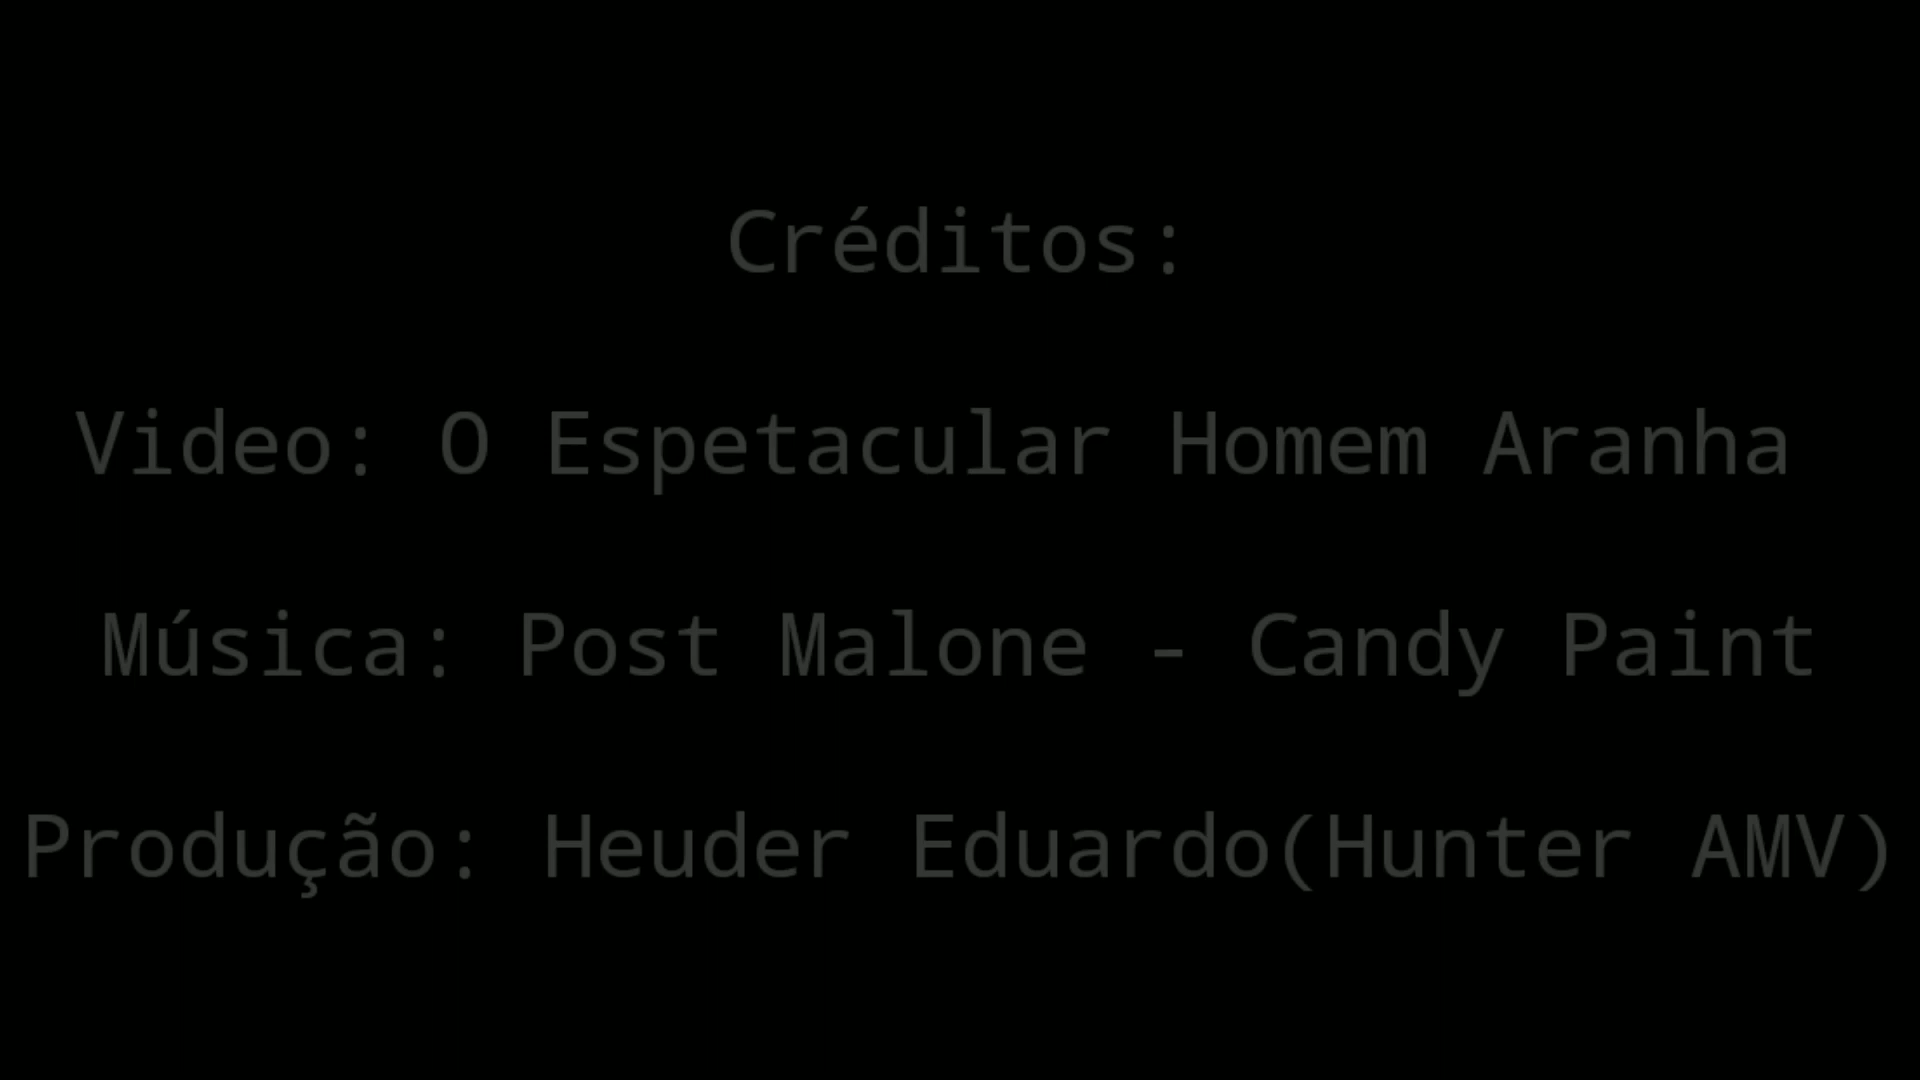 Créditos:
Video: O Espetacular Homem Aranha
Música: Post Malone - Candy Paint
Produção: Heuder Eduardo(Hunter AMV)